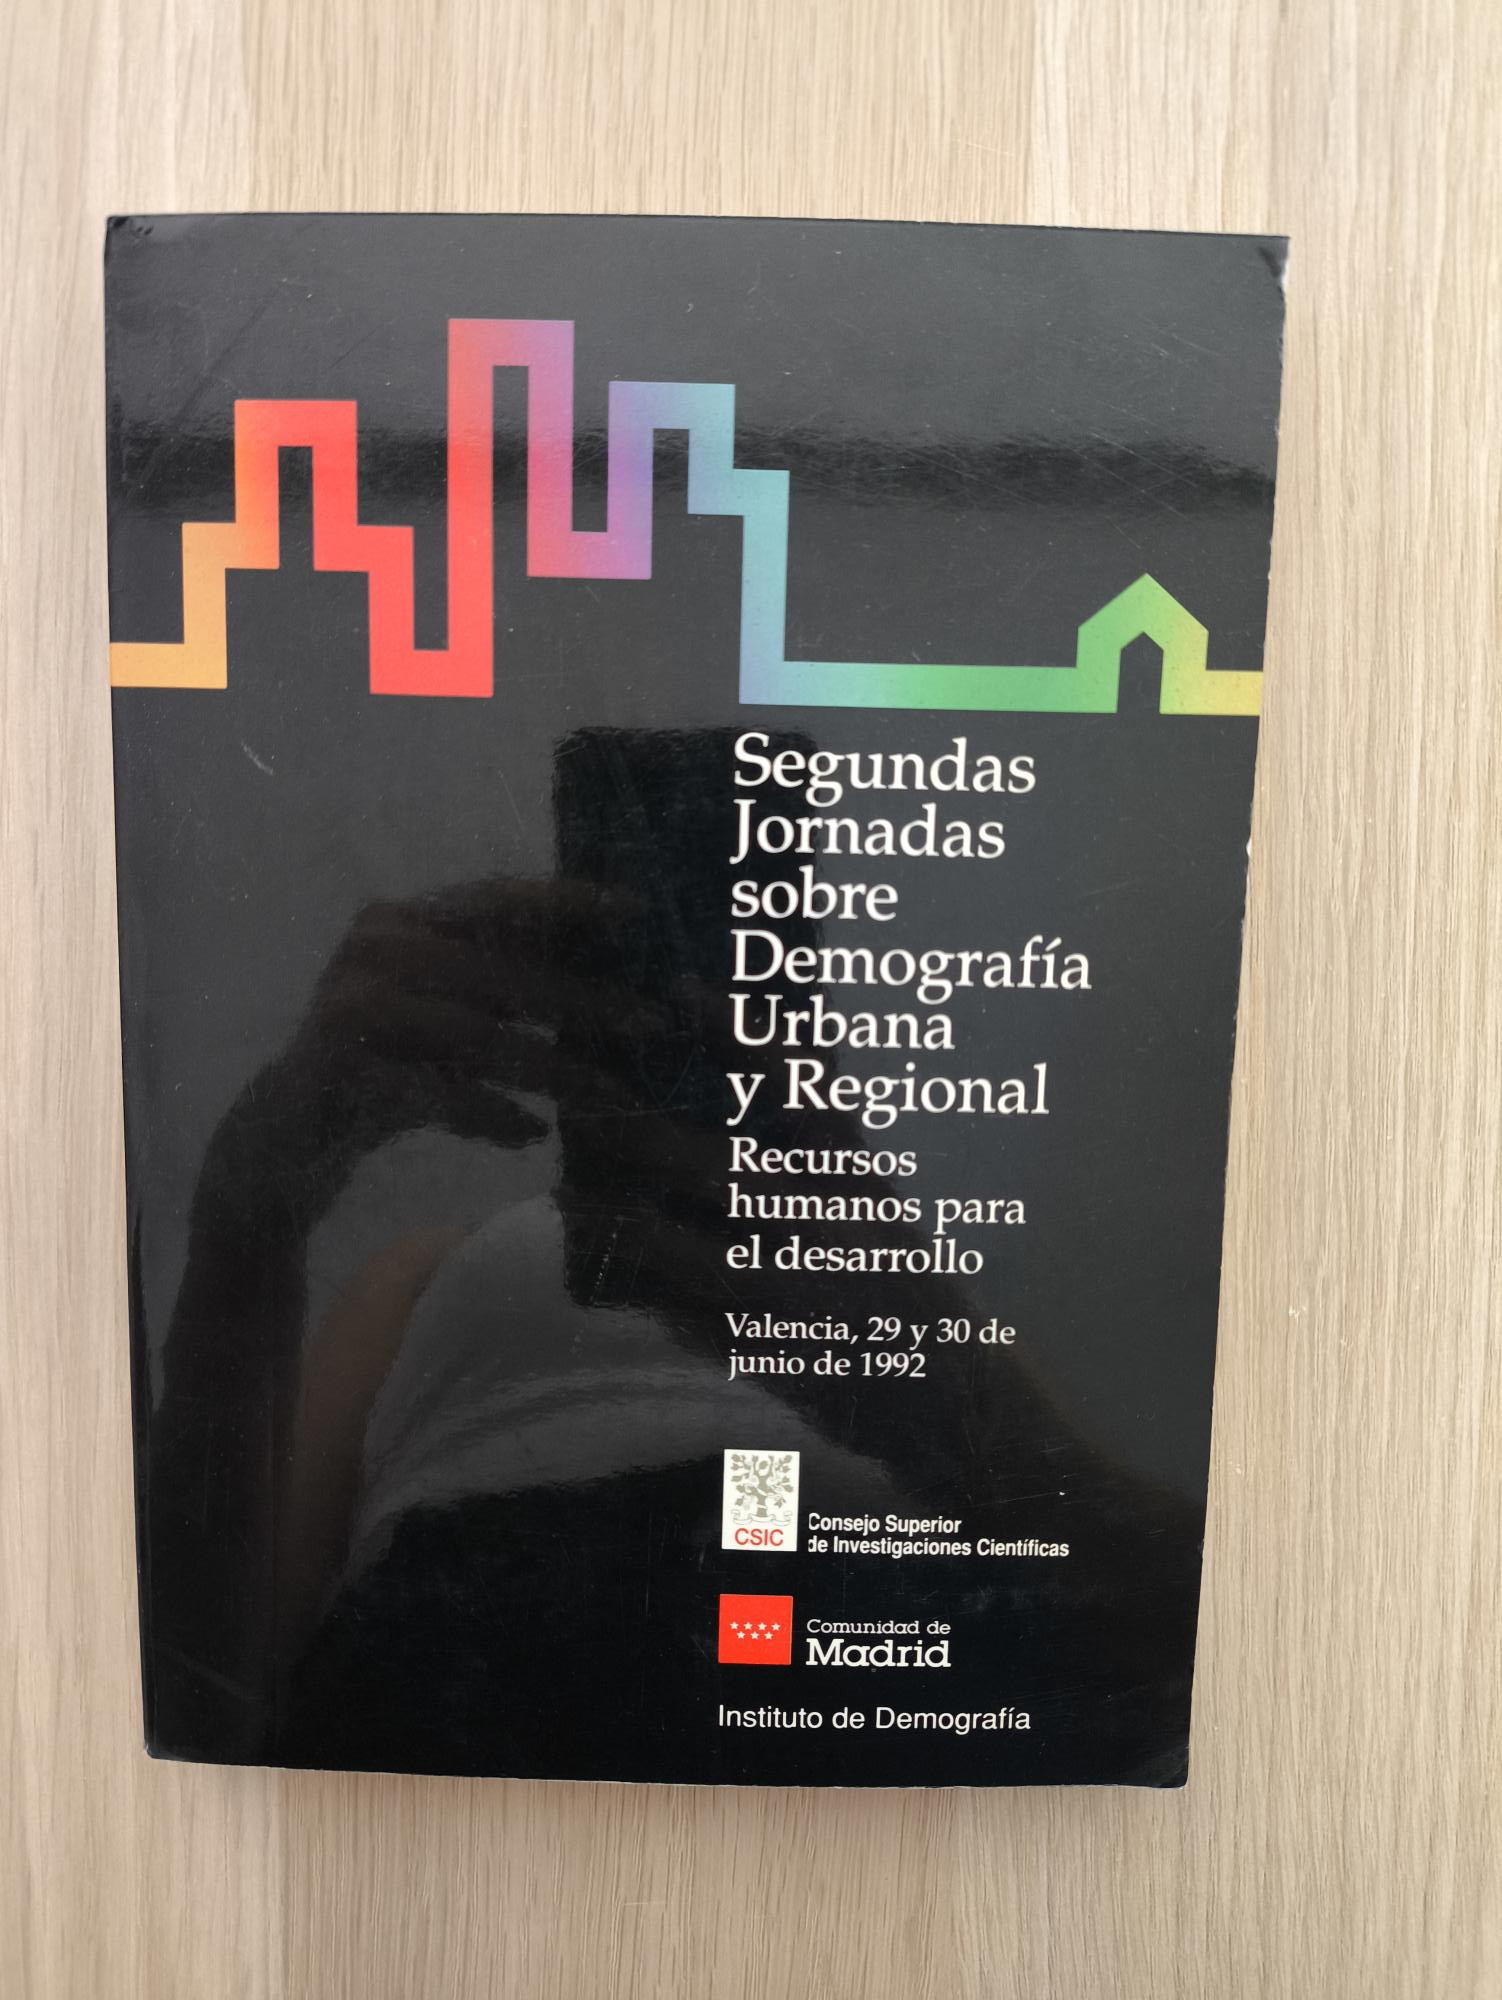 Segundas
Jornadas
sobre
Demografía
Urbana
y Regional
Recursos
humanos para
el desarrollo
Valencia, 29 y 30 de
junio de 1992
CSIC
Consejo Superior
de Investigaciones Científicas
Comunidad de
Madrid
Instituto de Demografía